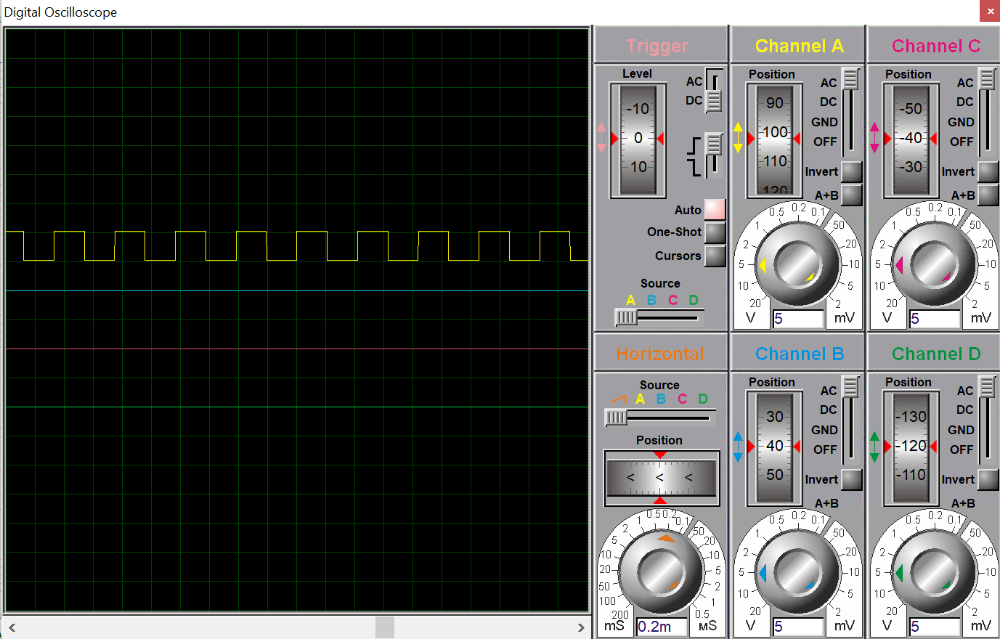 Digital Oscilloscope
Trigger
Level
-10
0
10
AC
DC
Auto
One-Shot
Cursors
Source
A B C D
Channel A
Position
90
100
110
120
AC
DC
GND
OFF
Invert
A+B
20 10 5 2 1 0.5 0.2 0.1 50 20 10 5 2
V
5
mV
Channel C
Position
-50
-40
-30
AC
DC
GND
OFF
Invert
A+B
20 10 5 2 1 0.5 0.2 0.1 50 20 10 5 2
V
5
mV
Horizontal
Source
A B C D
Position
< < <
200 100 50 20 10 5 2 1 0.5 0.2 0.1 50 20 10 5 2 1 0.5
mS
0.2m
мS
Channel B
Position
30
40
50
AC
DC
GND
OFF
Invert
A+B
20 10 5 2 1 0.5 0.2 0.1 50 20 10 5 2
V
5
mV
Channel D
Position
-130
-120
-110
AC
DC
GND
OFF
Invert
A+B
20 10 5 2 1 0.5 0.2 0.1 50 20 10 5 2
V
5
mV